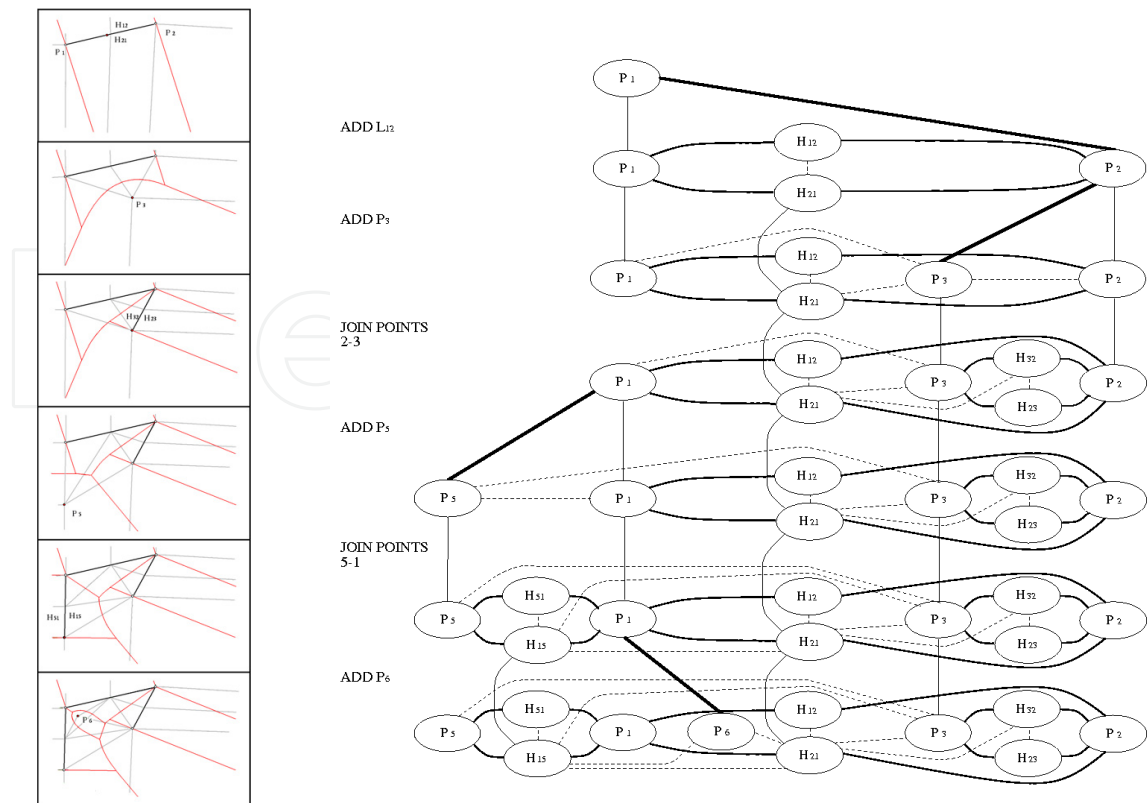 H₁₂
P₂
H₂₁
P₁
P₃
H₃₂ H₂₃
P₅
H₅₁ H₁₅
P₆
P₁
ADD L₁₂
H₁₂
P₁
P₂
H₂₁
ADD P₃
H₁₂
P₁
P₃
P₂
H₂₁
JOIN POINTS
2-3
H₁₂
H₃₂
P₁
P₃
P₂
H₂₁
H₂₃
ADD P₅
H₁₂
H₃₂
P₅
P₁
P₃
P₂
H₂₁
H₂₃
JOIN POINTS
5-1
H₅₁
H₁₂
H₃₂
P₅
P₁
P₃
P₂
H₁₅
H₂₁
H₂₃
ADD P₆
H₅₁
H₁₂
H₃₂
P₅
P₁
P₆
P₃
P₂
H₁₅
H₂₁
H₂₃